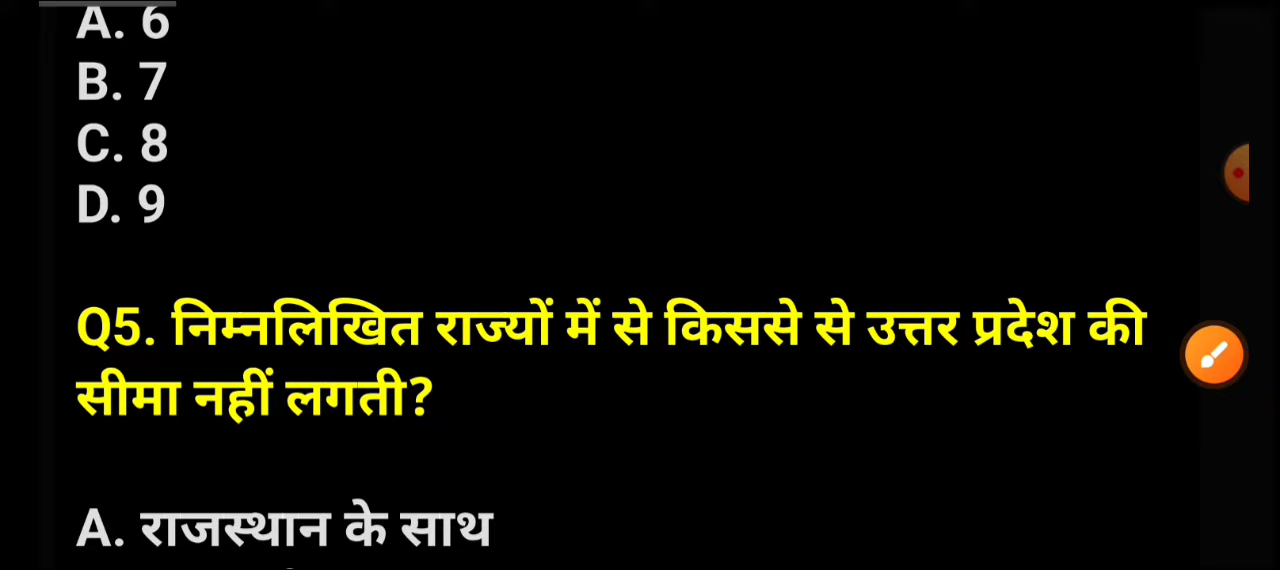 A. 6
B. 7
C. 8
D. 9
Q5. निम्नलिखित राज्यों में से किससे से उत्तर प्रदेश की
सीमा नहीं लगती?
A. राजस्थान के साथ